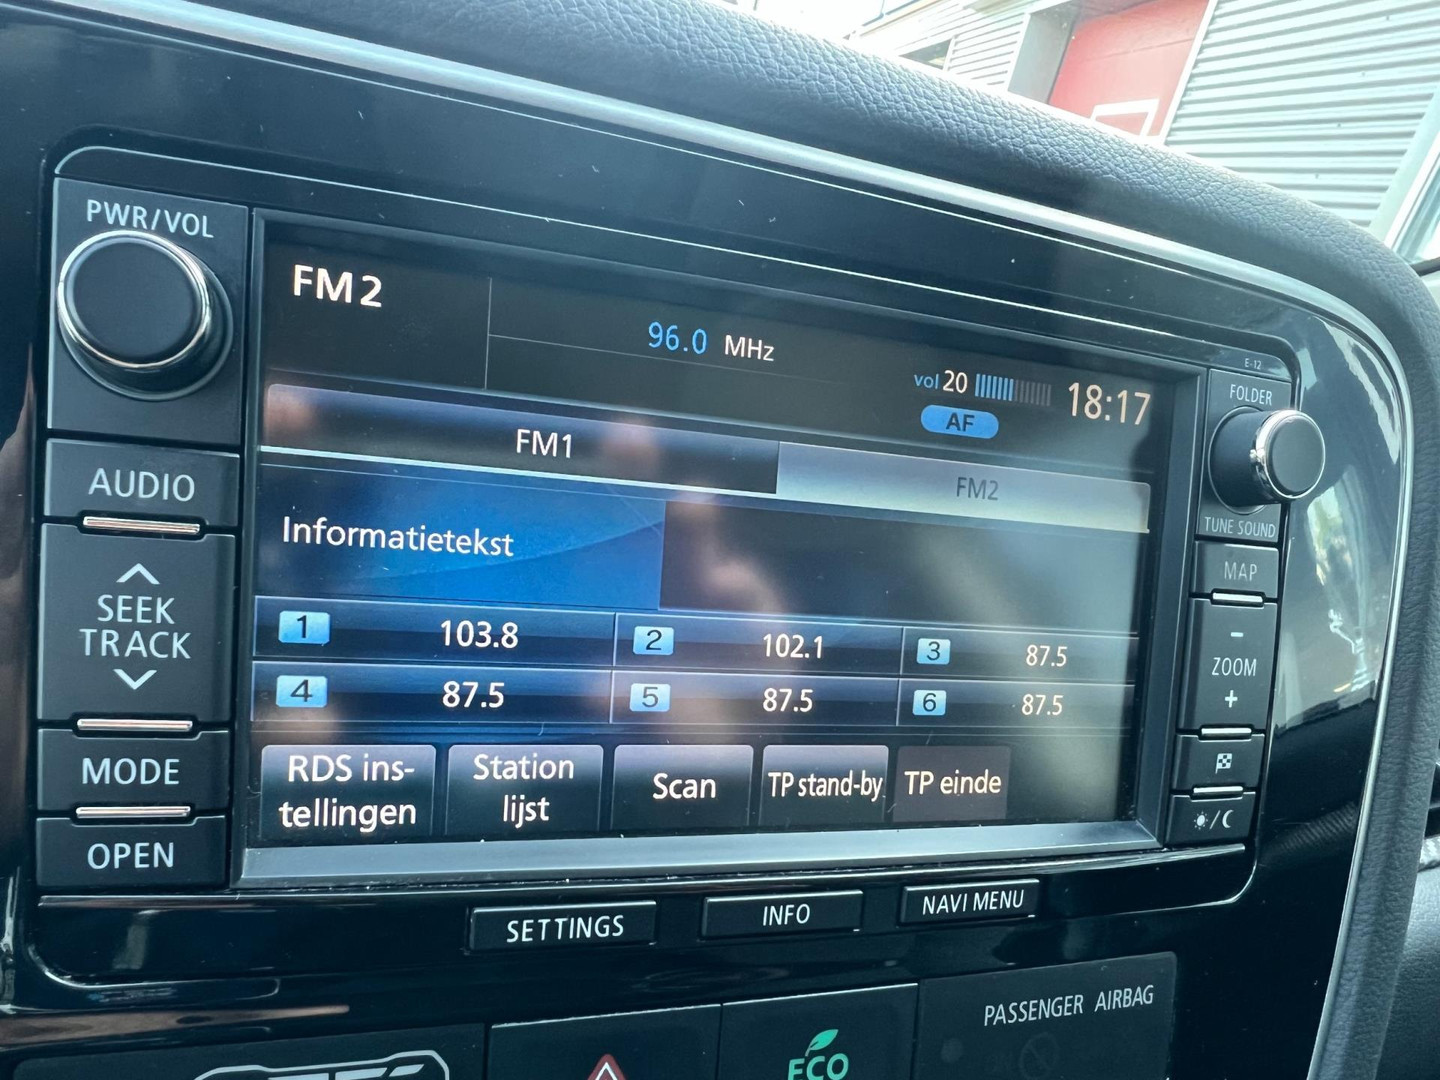 PWR/VOL
FM2
96.0 MHz
vol 20
18:17
AF
E-12
FOLDER
FM1
FM2
AUDIO
TUNE SOUND
Informatietekst
MAP
SEEK
TRACK
1 103.8
2 102.1
3 87.5
4 87.5
5 87.5
6 87.5
-
ZOOM
+
MODE
RDS ins-
tellingen
Station
lijst
Scan
TP stand-by
TP einde
OPEN
SETTINGS
INFO
NAVI MENU
PASSENGER AIRBAG
ECO